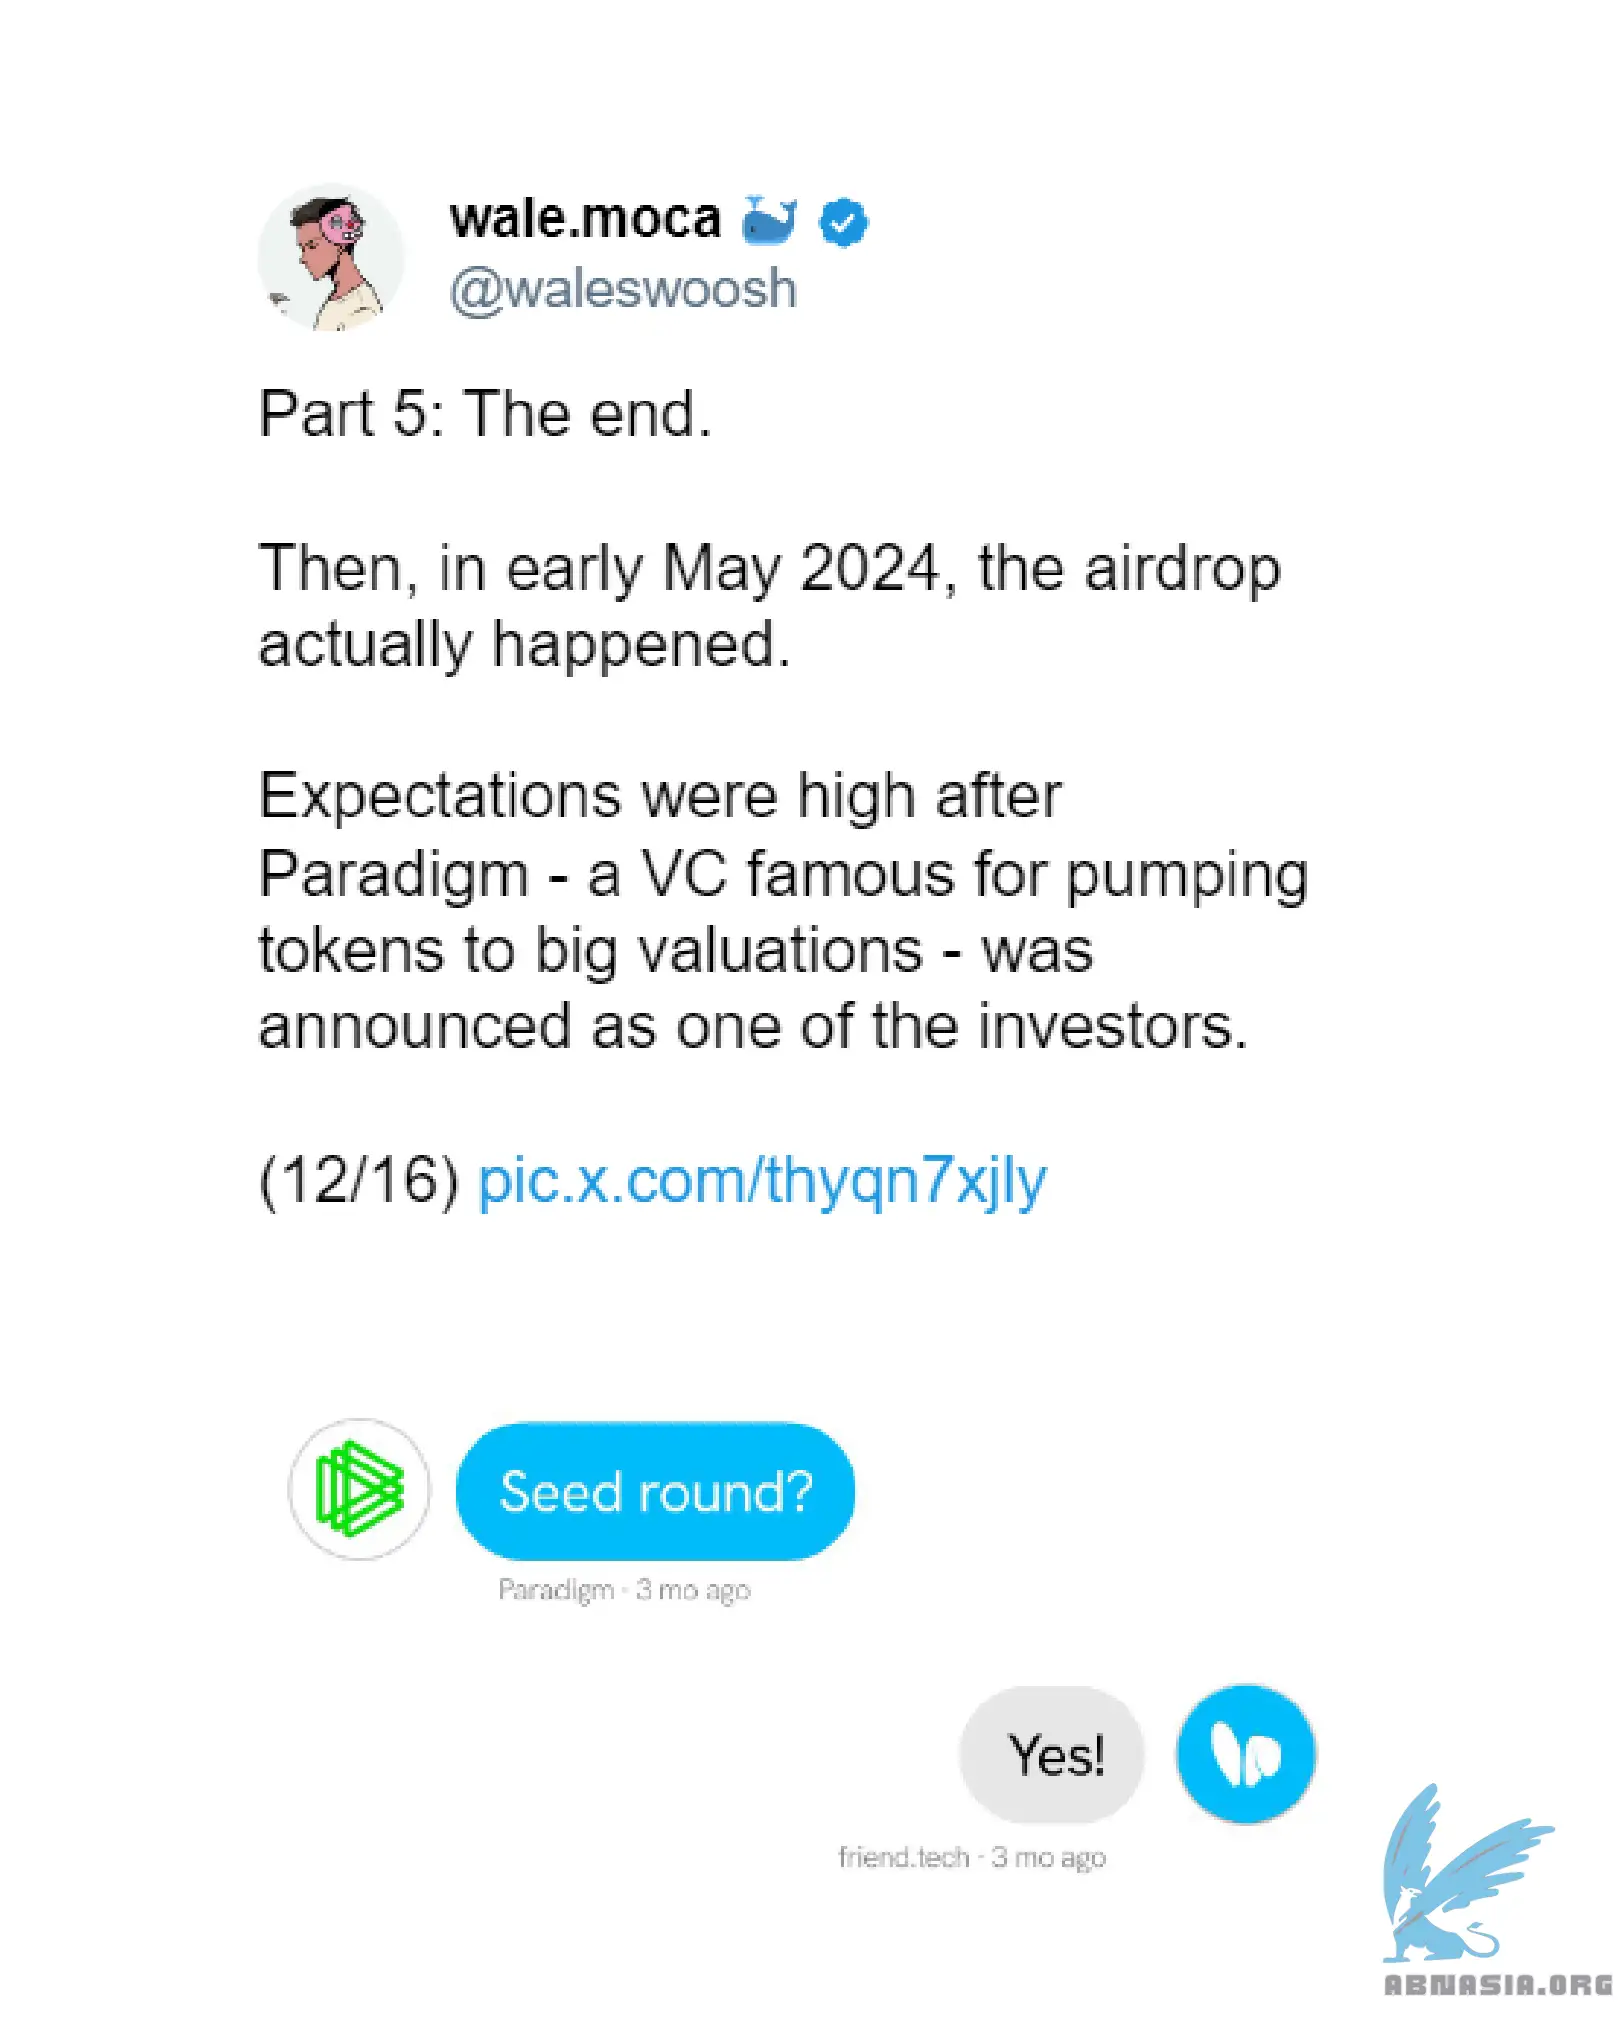 wale.moca
@waleswoosh
Part 5: The end.
Then, in early May 2024, the airdrop
actually happened.
Expectations were high after
Paradigm - a VC famous for pumping
tokens to big valuations - was
announced as one of the investors.
(12/16) pic.x.com/thyqn7xjly
Seed round?
Paradigm · 3 mo ago
Yes!
friend.tech · 3 mo ago
ABNASIA.ORG